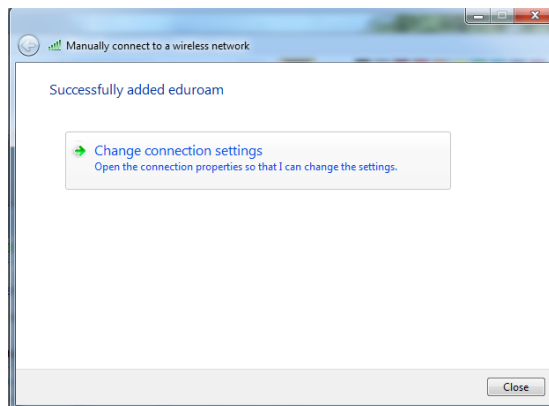 Manually connect to a wireless network
Successfully added eduroam
Change connection settings
Open the connection properties so that I can change the settings.
Close